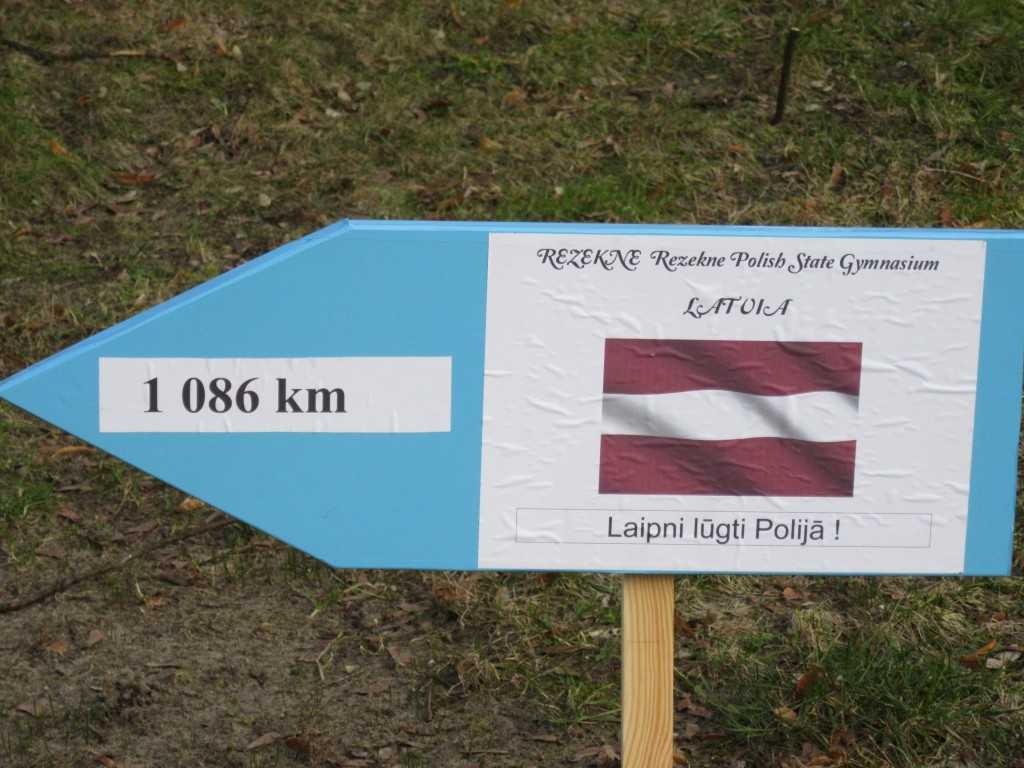 1 086 km
REZEKNE Rezekne Polish State Gymnasium
LATVIA
Laipni lūgti Polijā !